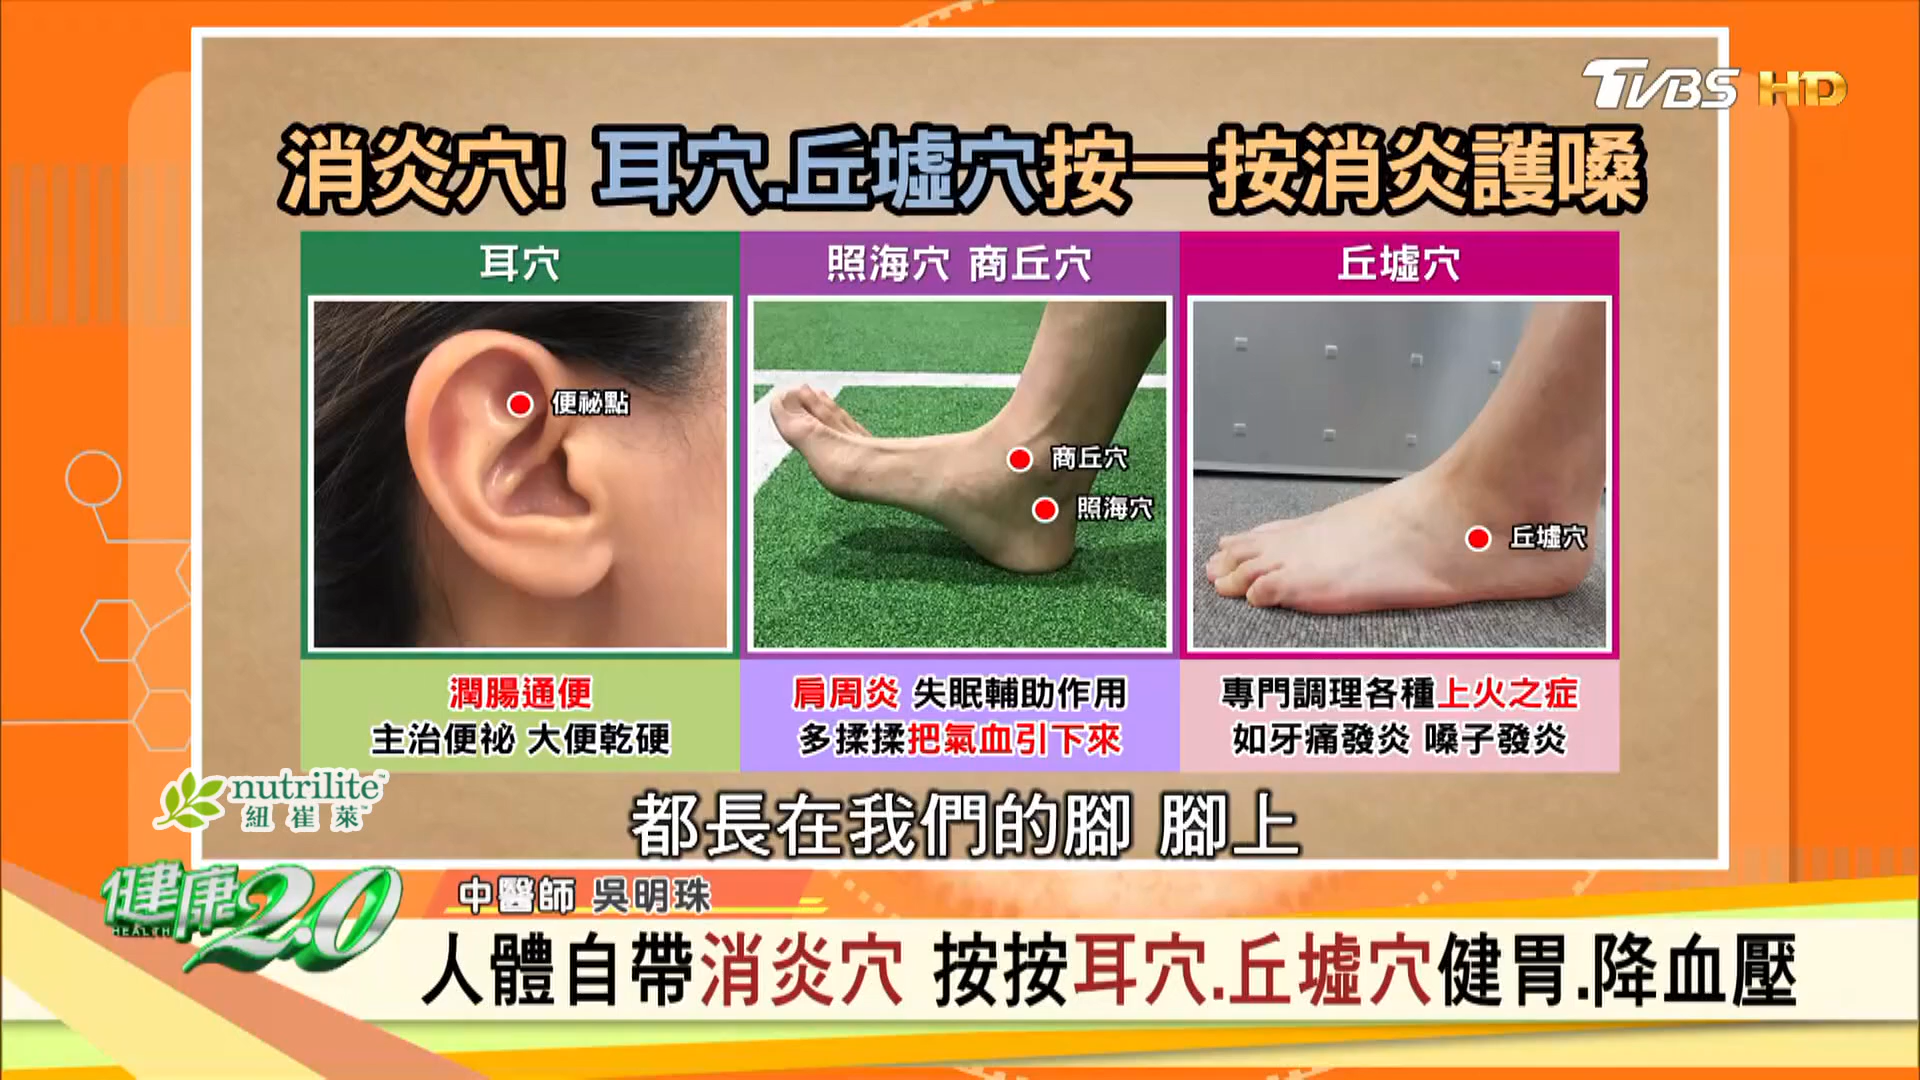 TVBS HD
消炎穴! 耳穴.丘墟穴按一按消炎護嗓
耳穴
照海穴 商丘穴
丘墟穴
便祕點
商丘穴
照海穴
丘墟穴
潤腸通便
主治便祕 大便乾硬
肩周炎 失眠輔助作用
多揉揉把氣血引下來
專門調理各種上火之症
如牙痛發炎 嗓子發炎
nutrilite™
紐崔萊™
都長在我們的腳 腳上
健康2.0
HEALTH
中醫師 吳明珠
人體自帶消炎穴 按按耳穴.丘墟穴健胃.降血壓